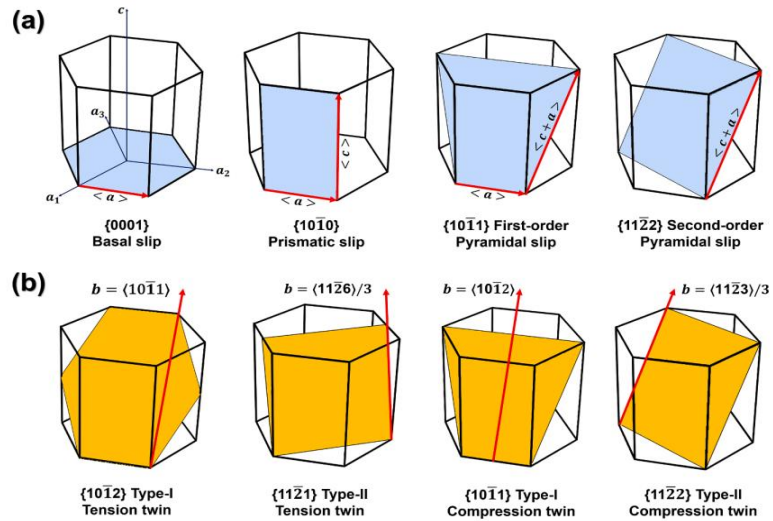 (a)
c
a₃
a₂
a₁
< a >
< c >
< a >
< c + a >
< a >
< c + a >
{0001}
Basal slip
{101̄0}
Prismatic slip
{101̄1} First-order
Pyramidal slip
{112̄2} Second-order
Pyramidal slip
(b)
b = ⟨101̄1⟩
b = ⟨112̄6⟩/3
b = ⟨101̄2⟩
b = ⟨112̄3⟩/3
{101̄2} Type-I
Tension twin
{112̄1} Type-II
Tension twin
{101̄1} Type-I
Compression twin
{112̄2} Type-II
Compression twin